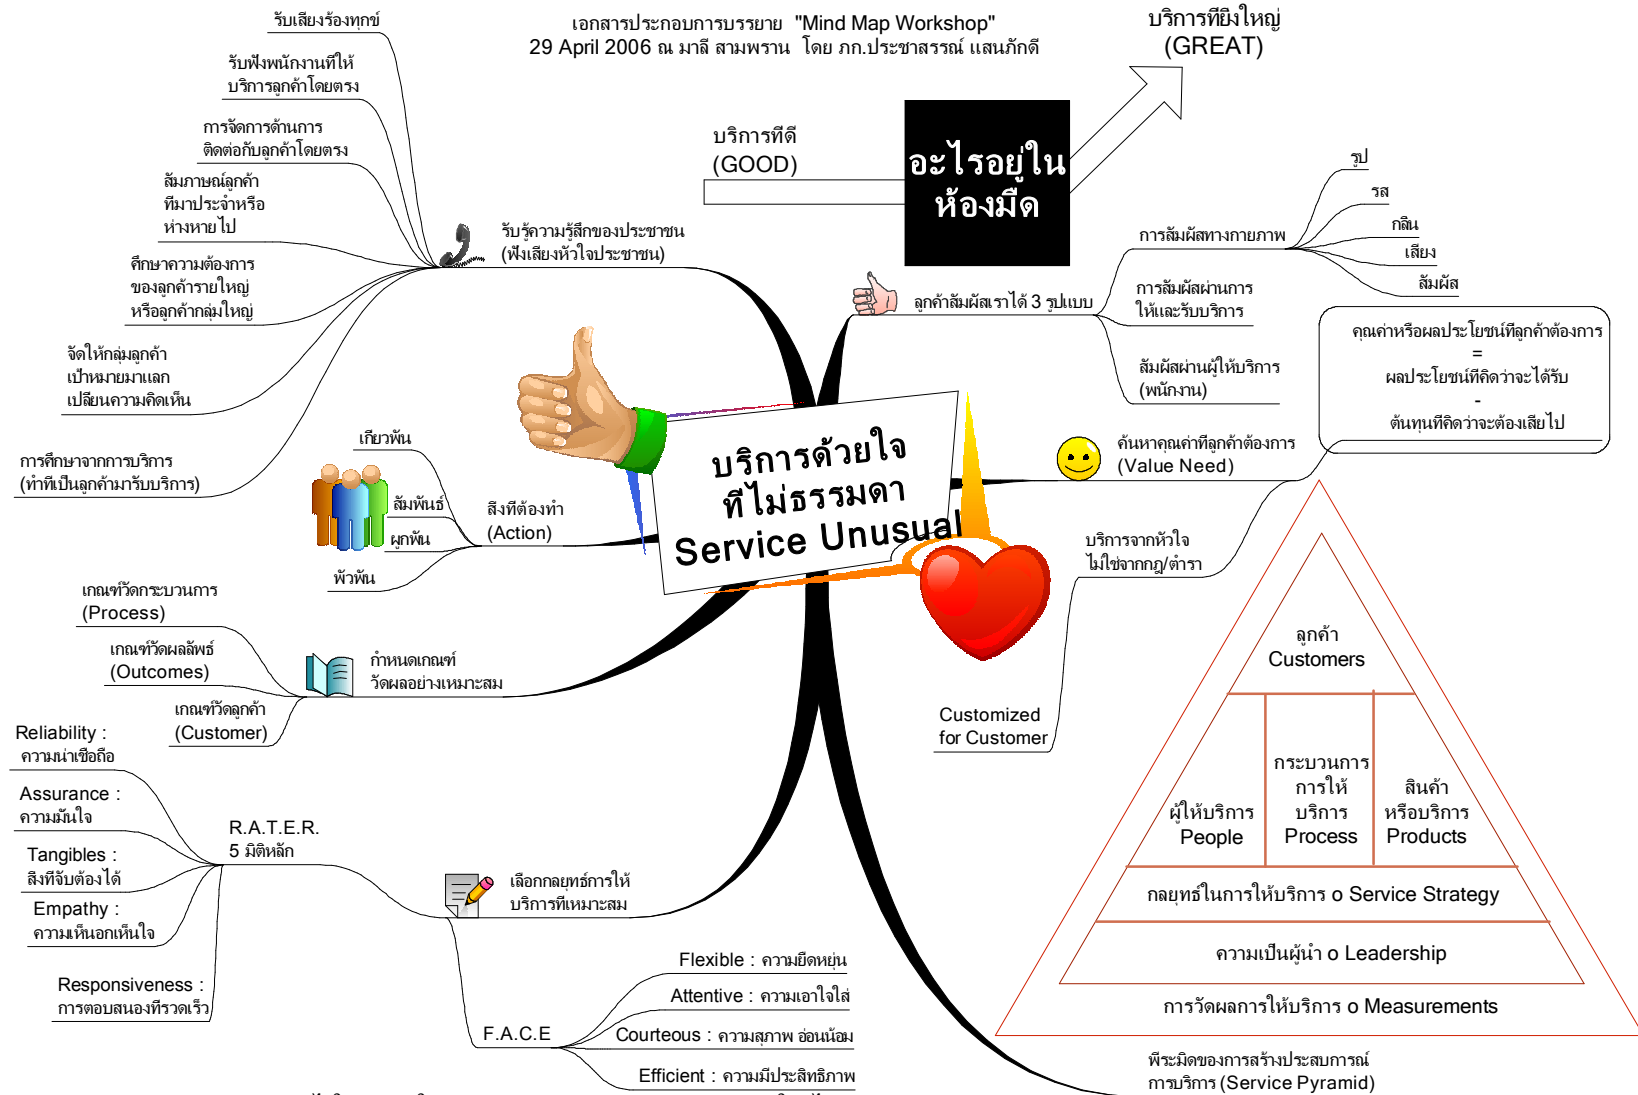 เอกสารประกอบการบรรยาย "Mind Map Workshop"
29 April 2006 ณ มาลี สามพราน โดย ภก.ประชาสรรณ์ แสนภักดี
บริการที่ยิ่งใหญ่
(GREAT)
บริการที่ดี
(GOOD)
อะไรอยู่ใน
ห้องมืด
บริการด้วยใจ
ที่ไม่ธรรมดา
Service Unusual
รับรู้ความรู้สึกของประชาชน
(ฟังเสียงหัวใจประชาชน)
รับเสียงร้องทุกข์
รับฟังพนักงานที่ให้
บริการลูกค้าโดยตรง
การจัดการด้านการ
ติดต่อกับลูกค้าโดยตรง
สัมภาษณ์ลูกค้า
ที่มาประจำหรือ
ห่างหายไป
ศึกษาความต้องการ
ของลูกค้ารายใหญ่
หรือลูกค้ากลุ่มใหญ่
จัดให้กลุ่มลูกค้า
เป้าหมายมาแลก
เปลี่ยนความคิดเห็น
การศึกษาจากการบริการ
(ทำทีเป็นลูกค้ามารับบริการ)
สิ่งที่ต้องทำ
(Action)
เกี่ยวพัน
สัมพันธ์
ผูกพัน
พัวพัน
กำหนดเกณฑ์
วัดผลอย่างเหมาะสม
เกณฑ์วัดกระบวนการ
(Process)
เกณฑ์วัดผลลัพธ์
(Outcomes)
เกณฑ์วัดลูกค้า
(Customer)
เลือกกลยุทธ์การให้
บริการที่เหมาะสม
R.A.T.E.R.
5 มิติหลัก
Reliability :
ความน่าเชื่อถือ
Assurance :
ความมั่นใจ
Tangibles :
สิ่งที่จับต้องได้
Empathy :
ความเห็นอกเห็นใจ
Responsiveness :
การตอบสนองที่รวดเร็ว
F.A.C.E
Flexible : ความยืดหยุ่น
Attentive : ความเอาใจใส่
Courteous : ความสุภาพ อ่อนน้อม
Efficient : ความมีประสิทธิภาพ
ลูกค้าสัมผัสเราได้ 3 รูปแบบ
การสัมผัสทางกายภาพ
รูป
รส
กลิ่น
เสียง
สัมผัส
การสัมผัสผ่านการ
ให้และรับบริการ
สัมผัสผ่านผู้ให้บริการ
(พนักงาน)
ค้นหาคุณค่าที่ลูกค้าต้องการ
(Value Need)
คุณค่าหรือผลประโยชน์ที่ลูกค้าต้องการ
=
ผลประโยชน์ที่คิดว่าจะได้รับ
-
ต้นทุนที่คิดว่าจะต้องเสียไป
บริการจากหัวใจ
ไม่ใช่จากกฎ/ตำรา
Customized
for Customer
ลูกค้า
Customers
ผู้ให้บริการ
People
กระบวนการ
การให้
บริการ
Process
สินค้า
หรือบริการ
Products
กลยุทธ์ในการให้บริการ o Service Strategy
ความเป็นผู้นำ o Leadership
การวัดผลการให้บริการ o Measurements
พีระมิดของการสร้างประสบการณ์
การบริการ (Service Pyramid)